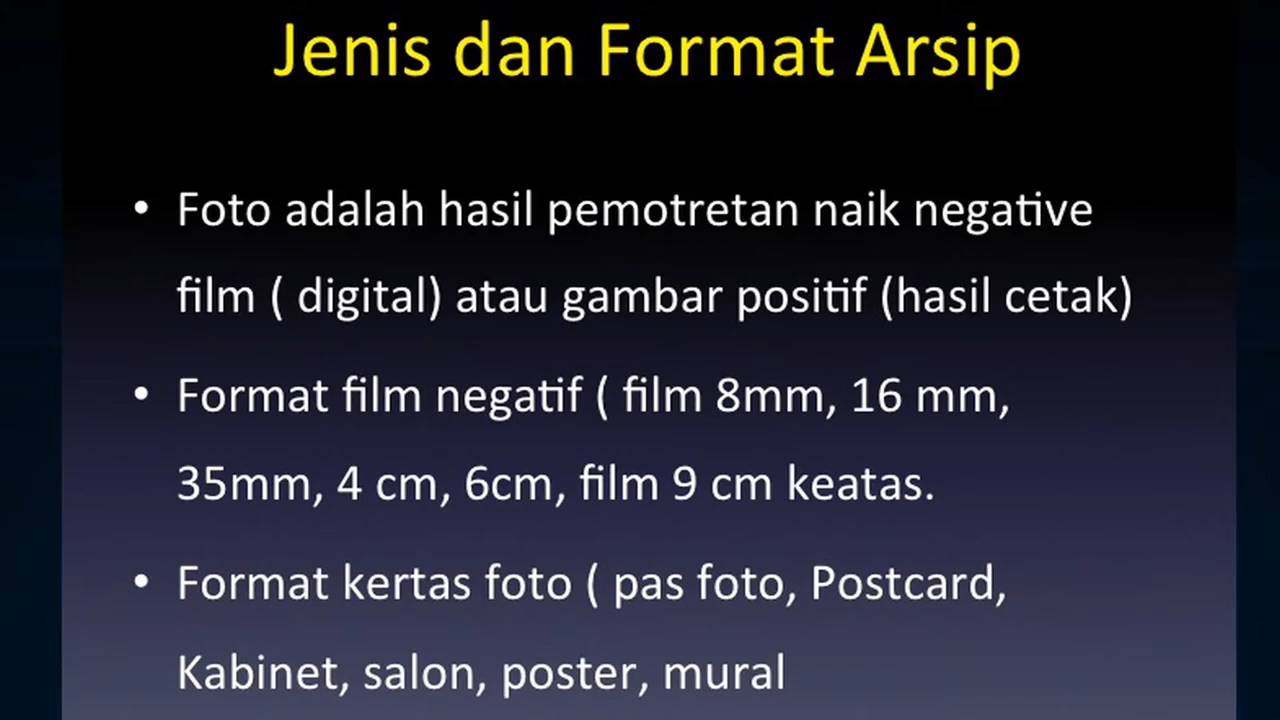 Jenis dan Format Arsip
• Foto adalah hasil pemotretan naik negative
film ( digital) atau gambar positif (hasil cetak)
• Format film negatif ( film 8mm, 16 mm,
35mm, 4 cm, 6cm, film 9 cm keatas.
• Format kertas foto ( pas foto, Postcard,
Kabinet, salon, poster, mural